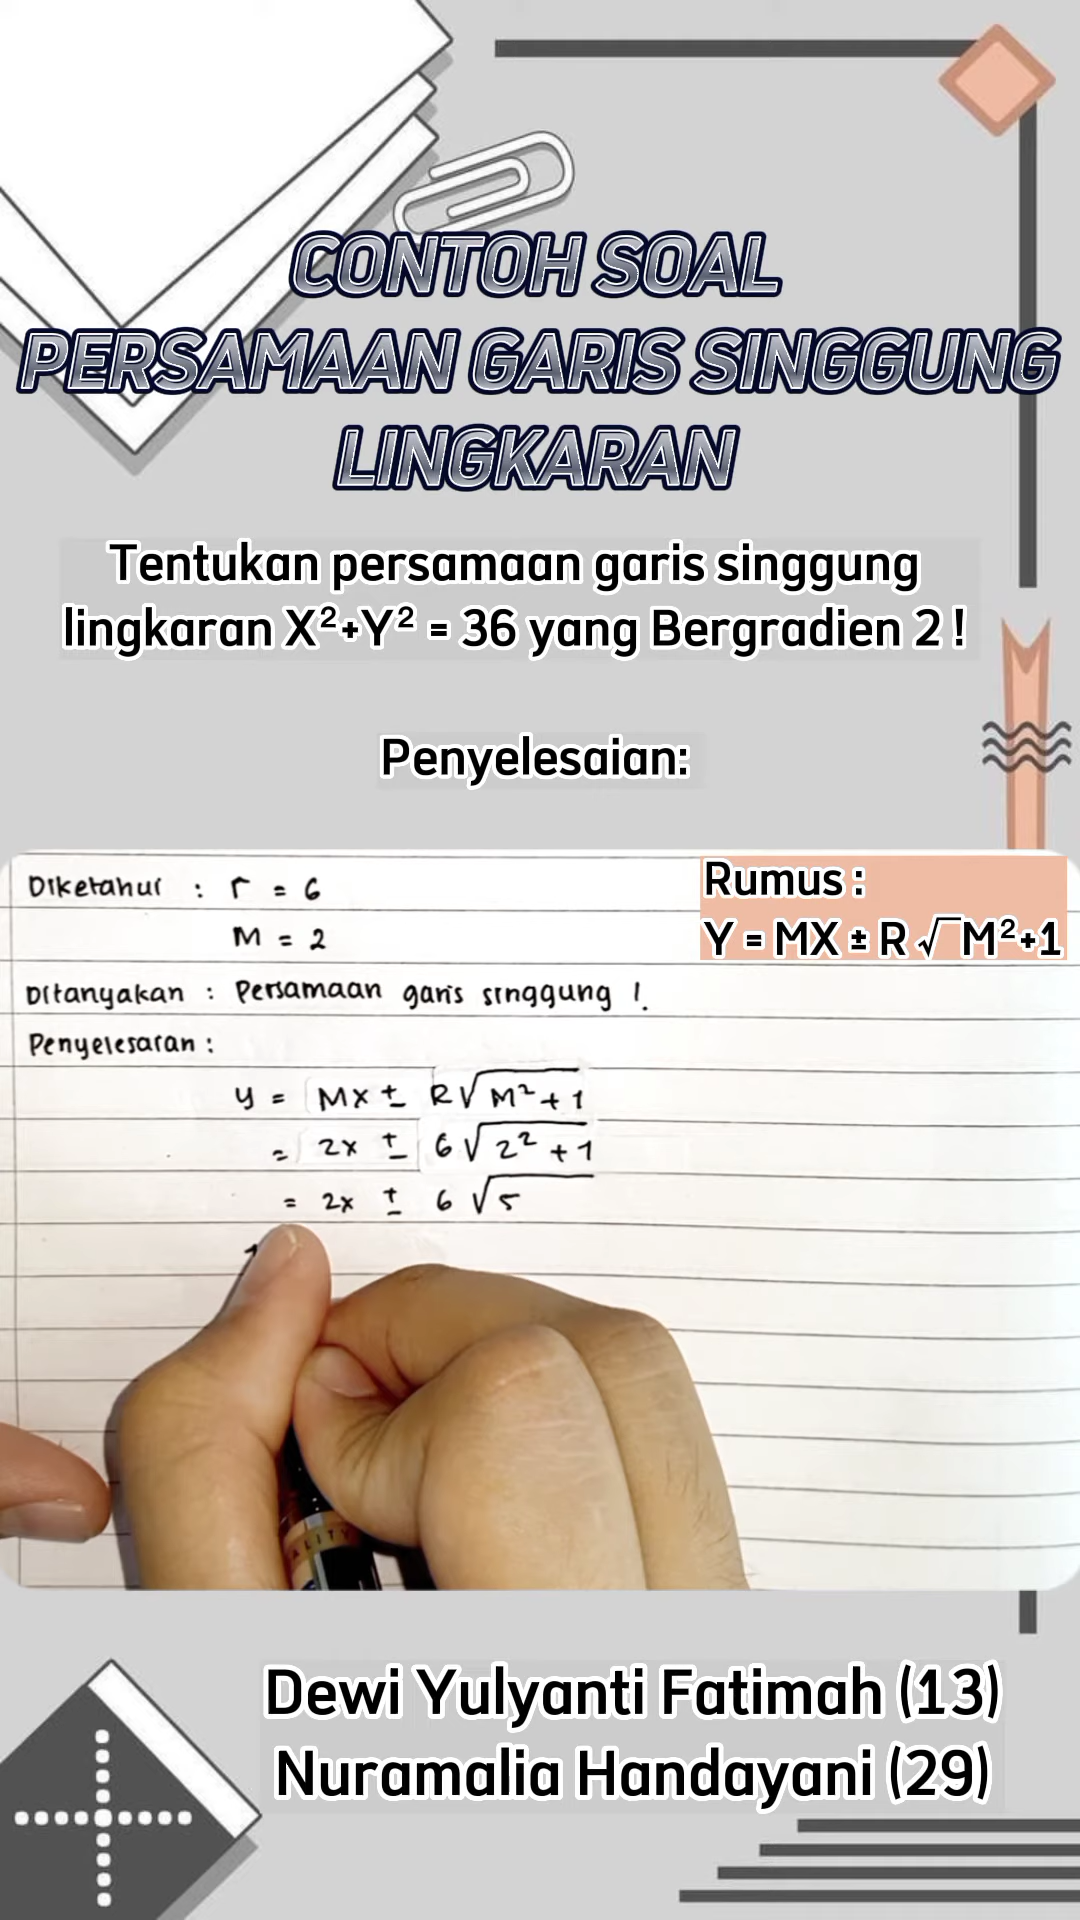 CONTOH SOAL
PERSAMAAN GARIS SINGGUNG
LINGKARAN
Tentukan persamaan garis singgung
lingkaran X²+Y² = 36 yang Bergradien 2 !
Penyelesaian:
Diketahui : r = 6
M = 2
Rumus :
Y = MX ± R √‾M²+1
Ditanyakan : Persamaan garis singgung !.
Penyelesaian :
y = Mx ± R√M²+1
= 2x ± 6√2²+1
= 2x ± 6√5
ALITY
Dewi Yulyanti Fatimah (13)
Nuramalia Handayani (29)